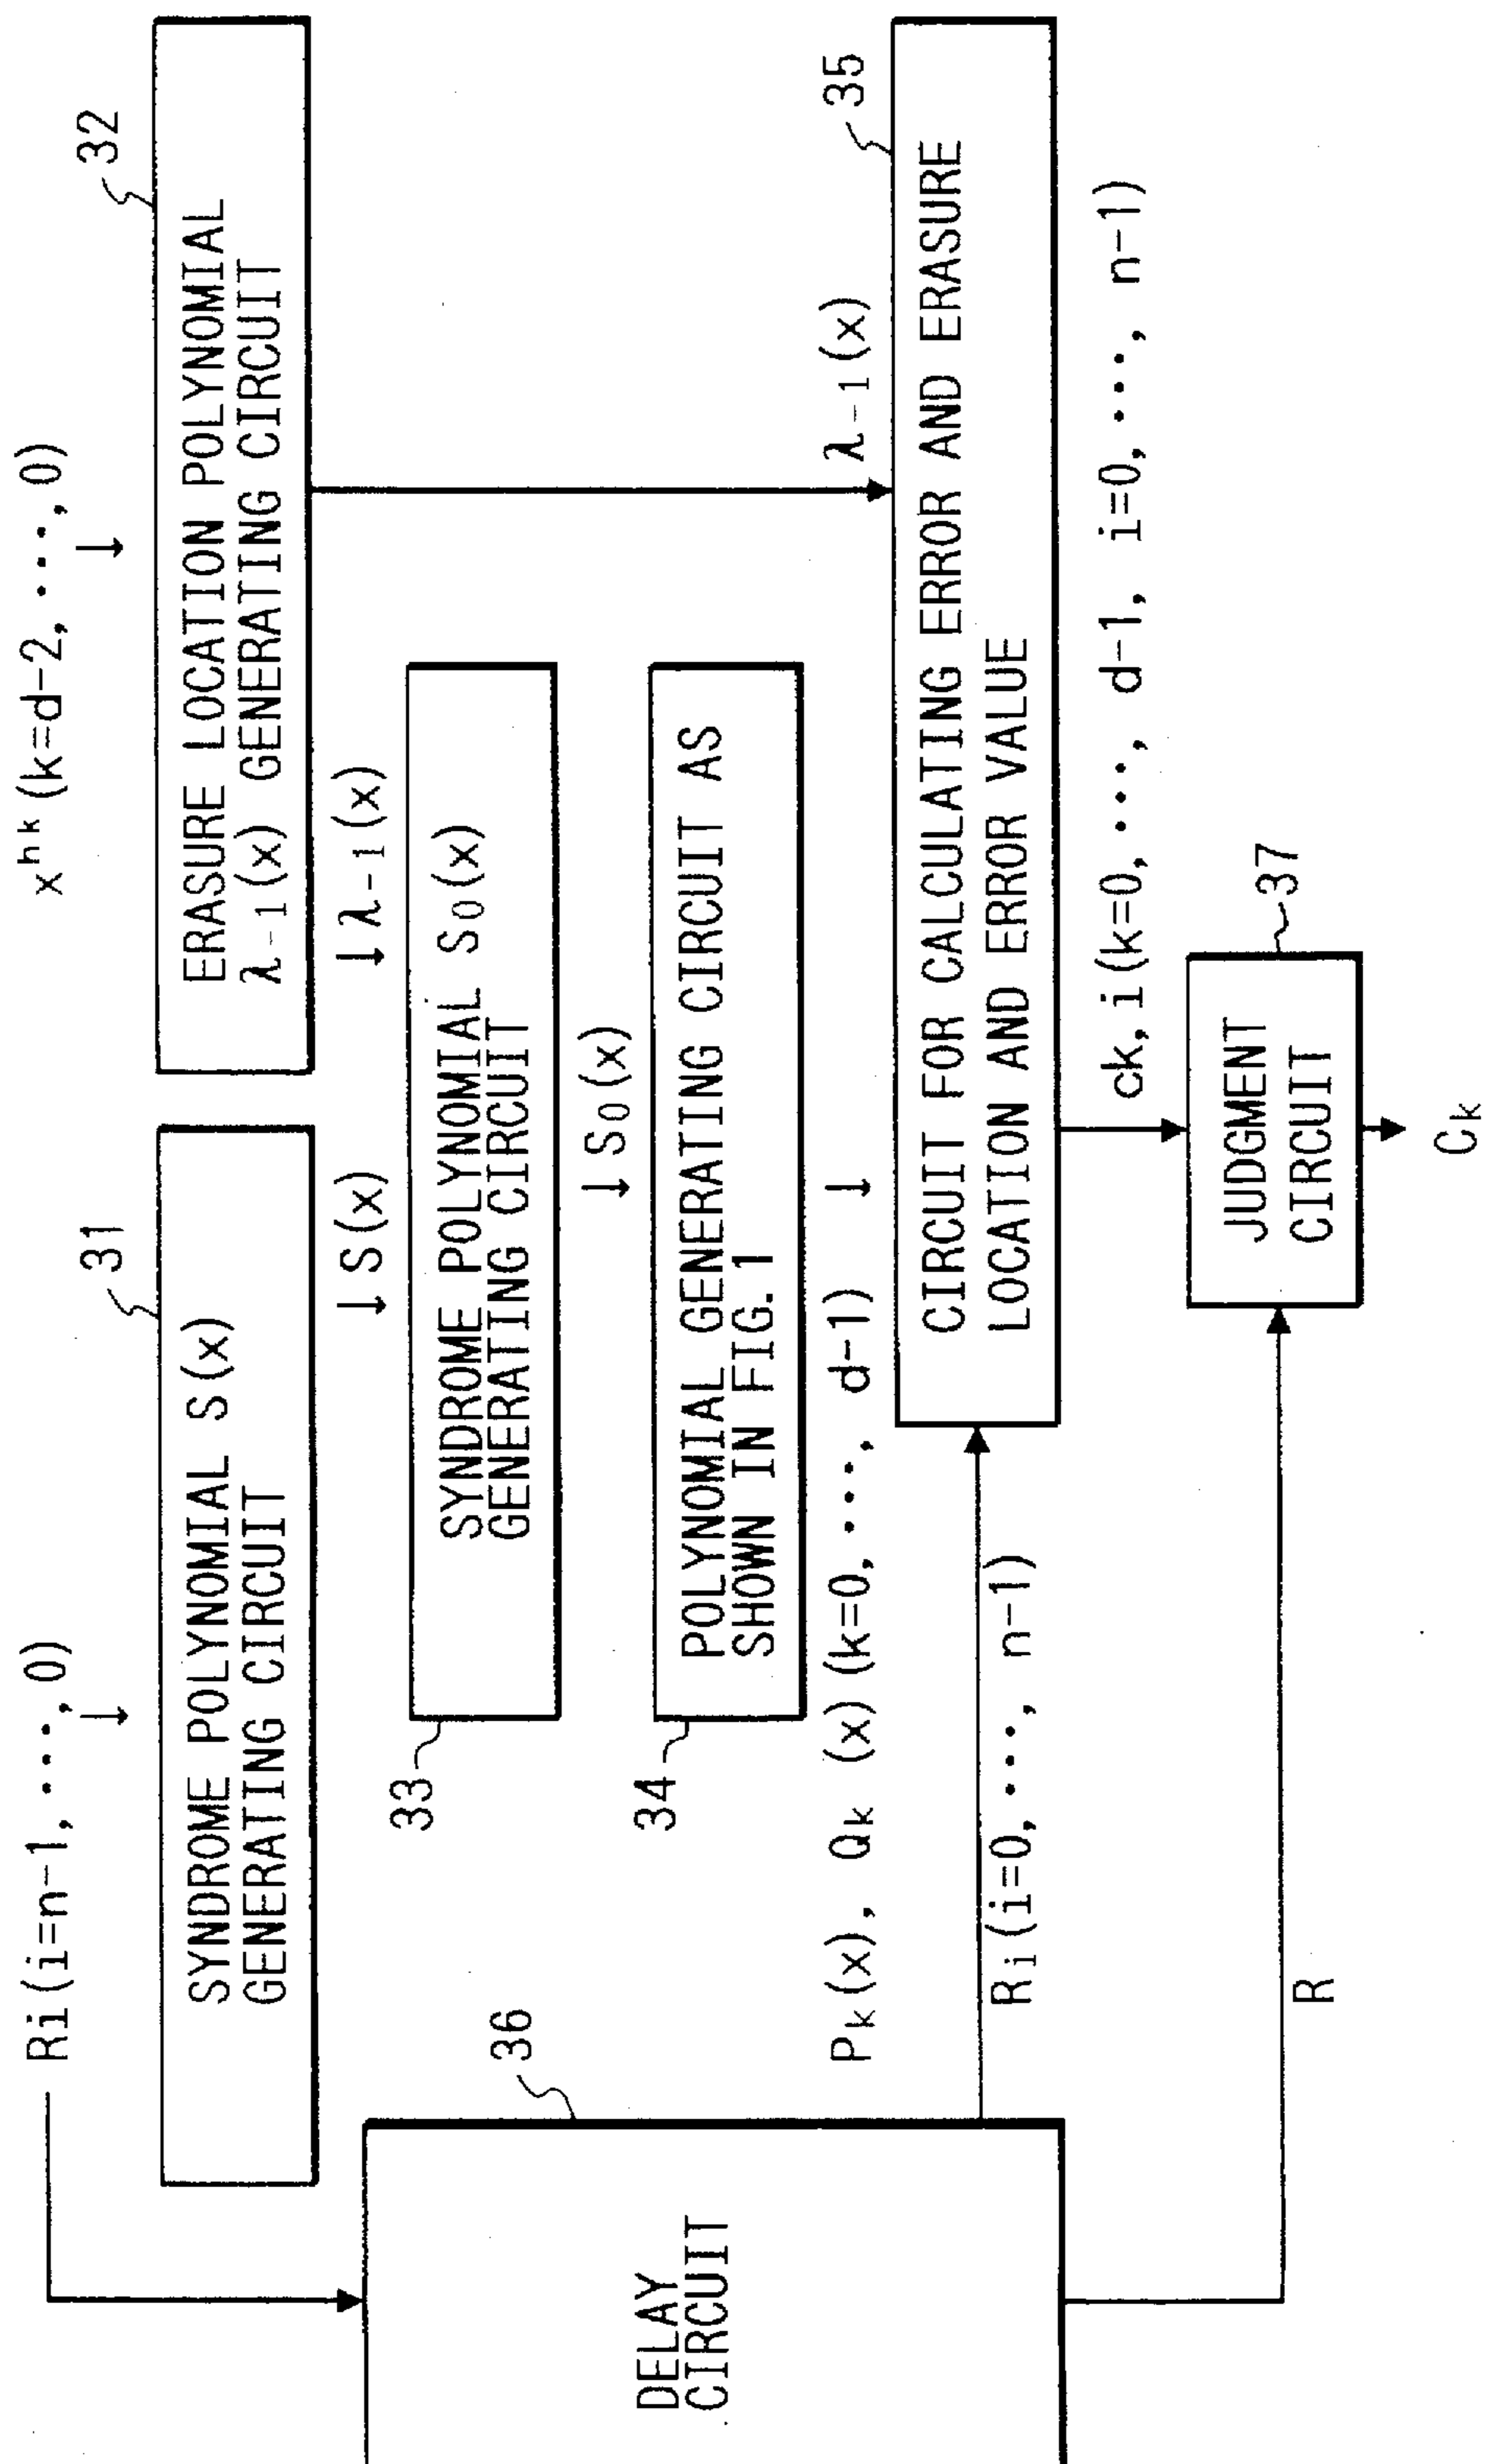 Ri(i=n-1,•••,0)
x^hk(k=d-2,•••,0)
31
32
SYNDROME POLYNOMIAL S(x)
GENERATING CIRCUIT
ERASURE LOCATION POLYNOMIAL
λ-1(x) GENERATING CIRCUIT
↓S(x)
↓λ-1(x)
33
SYNDROME POLYNOMIAL S0(x)
GENERATING CIRCUIT
↓S0(x)
34
POLYNOMIAL GENERATING CIRCUIT AS
SHOWN IN FIG.1
36
DELAY
CIRCUIT
Pk(x), Qk (x)(k=0,•••, d-1) ↓
λ-1(x)
35
CIRCUIT FOR CALCULATING ERROR AND ERASURE
LOCATION AND ERROR VALUE
Ri(i=0,•••, n-1)
ck,i(k=0,•••, d-1, i=0,•••, n-1)
37
JUDGMENT
CIRCUIT
R
Ck